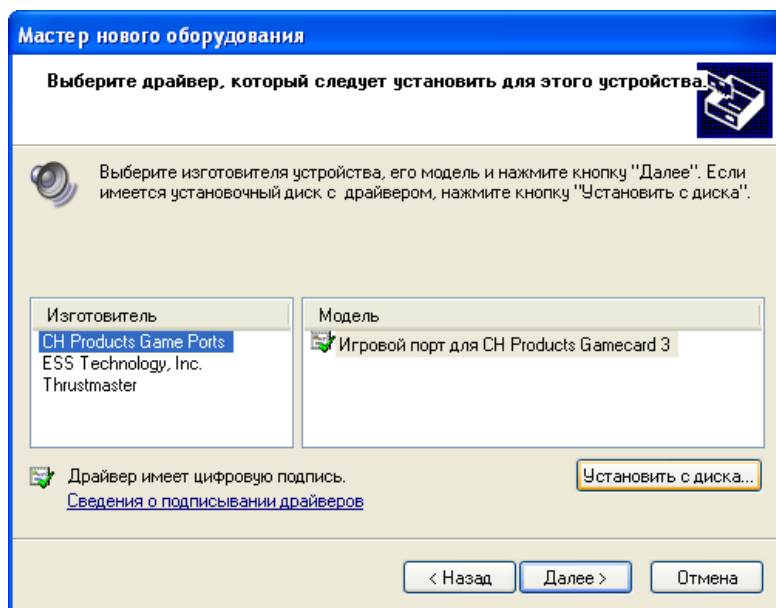 Мастер нового оборудования
Выберите драйвер, который следует установить для этого устройства.
Выберите изготовителя устройства, его модель и нажмите кнопку "Далее". Если
имеется установочный диск с драйвером, нажмите кнопку "Установить с диска".
Изготовитель
Модель
CH Products Game Ports
Игровой порт для CH Products Gamecard 3
ESS Technology, Inc.
Thrustmaster
Драйвер имеет цифровую подпись.
Установить с диска...
Сведения о подписывании драйверов
< Назад
Далее >
Отмена